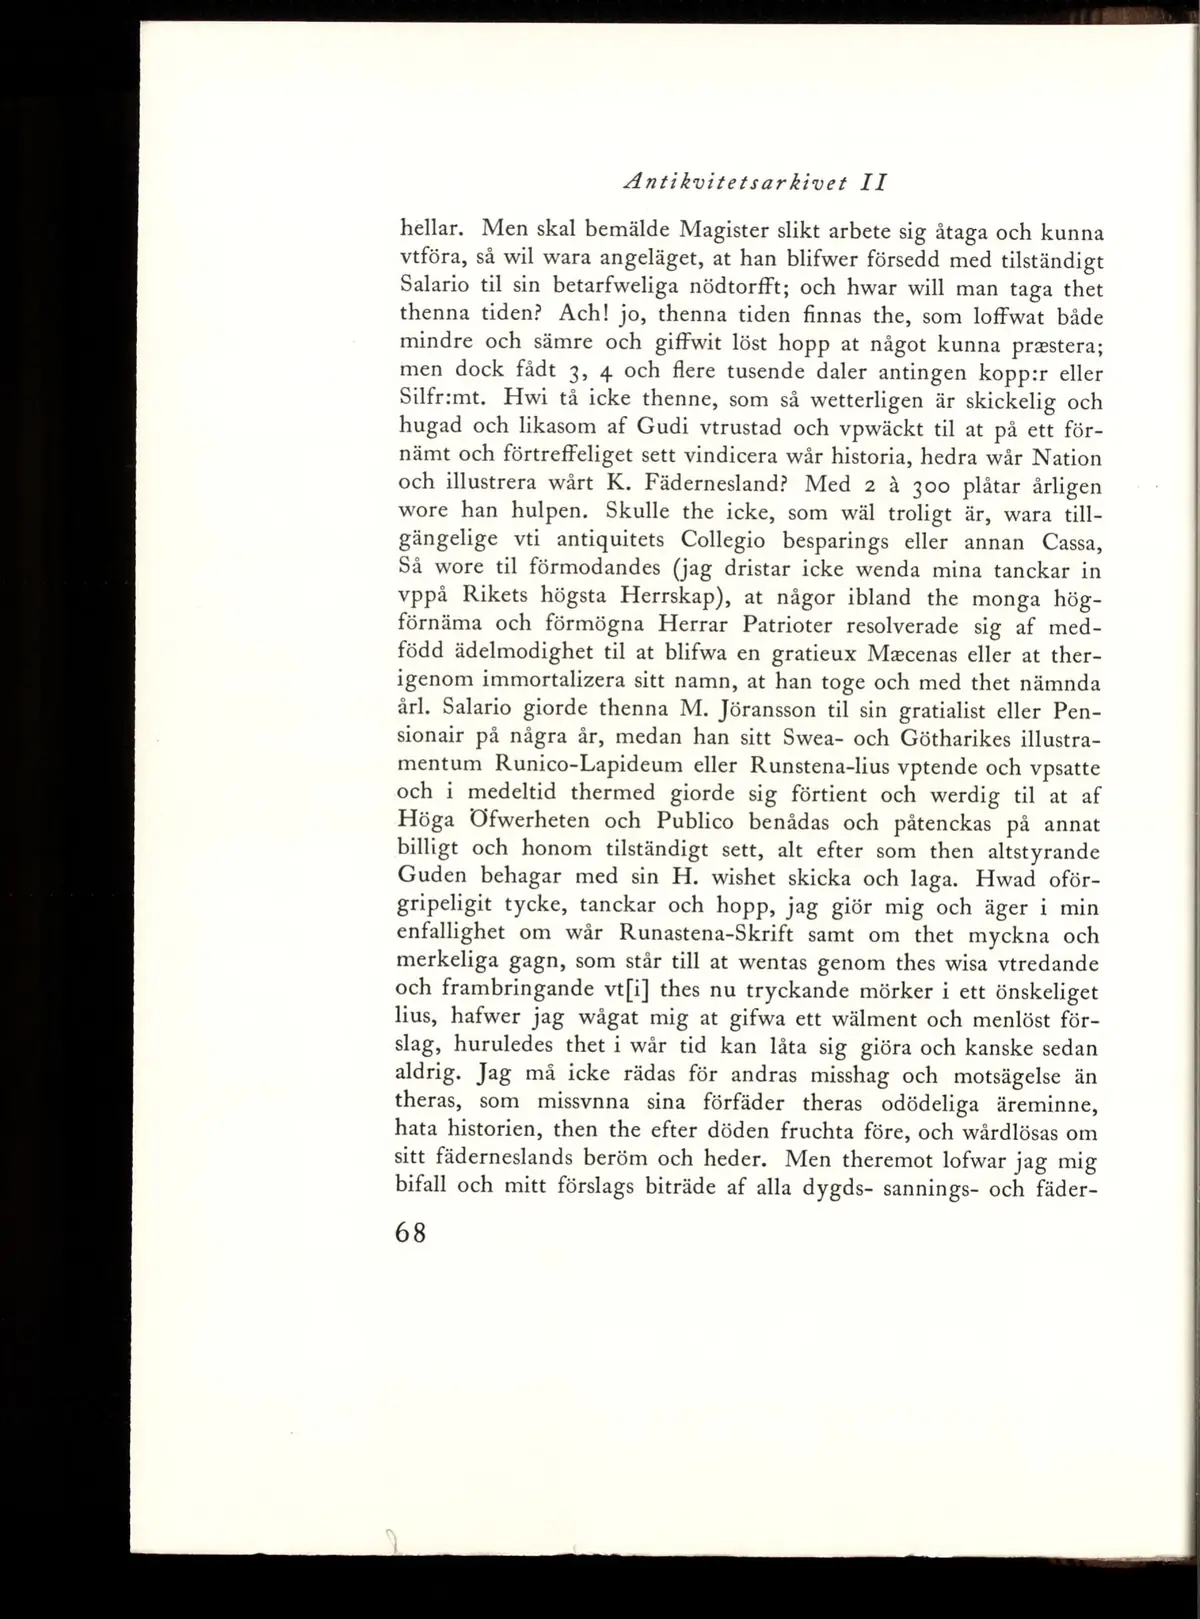 Antikvitetsarkivet II
hellar. Men skal bemälde Magister slikt arbete sig åtaga och kunna
vtföra, så wil wara angeläget, at han blifwer försedd med tilständigt
Salario til sin betarfweliga nödtorfft; och hwar will man taga thet
thenna tiden? Ach! jo, thenna tiden finnas the, som loffwat både
mindre och sämre och giffwit löst hopp at något kunna præstera;
men dock fådt 3, 4 och flere tusende daler antingen kopp:r eller
Silfr:mt. Hwi tå icke thenne, som så wetterligen är skickelig och
hugad och likasom af Gudi vtrustad och vpwäckt til at på ett för-
nämt och förtreffeliget sett vindicera wår historia, hedra wår Nation
och illustrera wårt K. Fädernesland? Med 2 à 300 plåtar årligen
wore han hulpen. Skulle the icke, som wäl troligt är, wara till-
gängelige vti antiquitets Collegio besparings eller annan Cassa,
Så wore til förmodandes (jag dristar icke wenda mina tanckar in
vppå Rikets högsta Herrskap), at någor ibland the monga hög-
förnäma och förmögna Herrar Patrioter resolverade sig af med-
född ädelmodighet til at blifwa en gratieux Mæcenas eller at ther-
igenom immortalizera sitt namn, at han toge och med thet nämnda
årl. Salario giorde thenna M. Jöransson til sin gratialist eller Pen-
sionair på några år, medan han sitt Swea- och Götharikes illustra-
mentum Runico-Lapideum eller Runstena-lius vptende och vpsatte
och i medeltid thermed giorde sig förtient och werdig til at af
Höga Öfwerheten och Publico benådas och påtenckas på annat
billigt och honom tilständigt sett, alt efter som then altstyrande
Guden behagar med sin H. wishet skicka och laga. Hwad oför-
gripeligit tycke, tanckar och hopp, jag giör mig och äger i min
enfallighet om wår Runastena-Skrift samt om thet myckna och
merkeliga gagn, som står till at wentas genom thes wisa vtredande
och frambringande vt[i] thes nu tryckande mörker i ett önskeliget
lius, hafwer jag wågat mig at gifwa ett wälment och menlöst för-
slag, huruledes thet i wår tid kan låta sig giöra och kanske sedan
aldrig. Jag må icke rädas för andras misshag och motsägelse än
theras, som missvnna sina förfäder theras odödeliga äreminne,
hata historien, then the efter döden fruchta före, och wårdlösas om
sitt fäderneslands beröm och heder. Men theremot lofwar jag mig
bifall och mitt förslags biträde af alla dygds- sannings- och fäder-
68